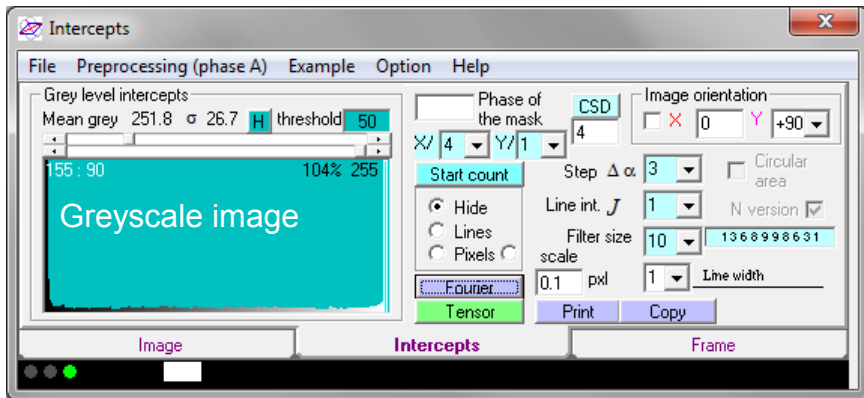 Intercepts
File Preprocessing (phase A) Example Option Help
Grey level intercepts
Mean grey 251.8 σ 26.7 H threshold 50
155 : 90 104% 255
Greyscale image
Phase of the mask
CSD
4
X/ 4 Y/ 1
Start count
Hide
Lines
Pixels
Fourier
Tensor
Image orientation
X 0 Y +90
Step Δ α 3
Circular area
Line int. J 1
N version
Filter size 10
1368998631
scale
0.1 pxl
1 Line width
Print Copy
Image Intercepts Frame